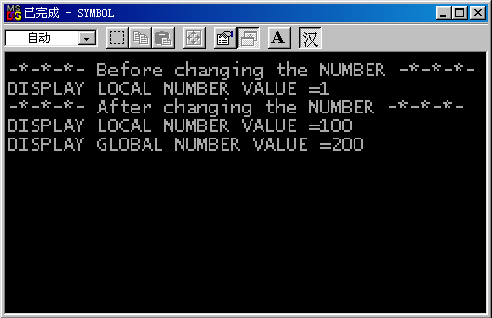 已完成 - SYMBOL
自动
A
汉
-*-*-*- Before changing the NUMBER -*-*-*-
DISPLAY LOCAL NUMBER VALUE =1
-*-*-*- After changing the NUMBER -*-*-*-
DISPLAY LOCAL NUMBER VALUE =100
DISPLAY GLOBAL NUMBER VALUE =200